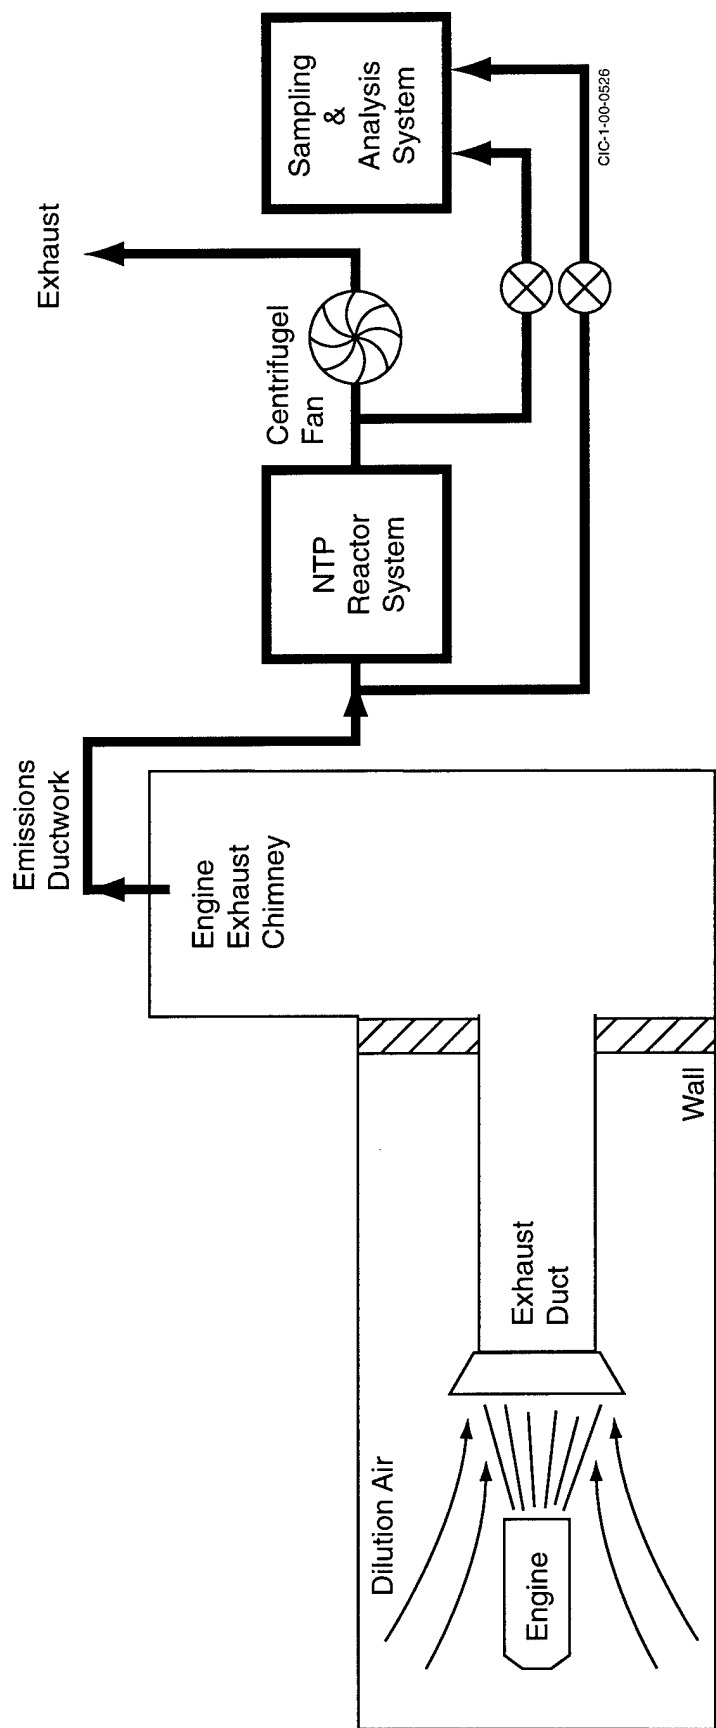 Emissions
Ductwork
Exhaust
Engine
Exhaust
Chimney
NTP
Reactor
System
Centrifugel
Fan
Sampling
&
Analysis
System
Dilution Air
Engine
Exhaust
Duct
Wall
CIC-1-00-0526